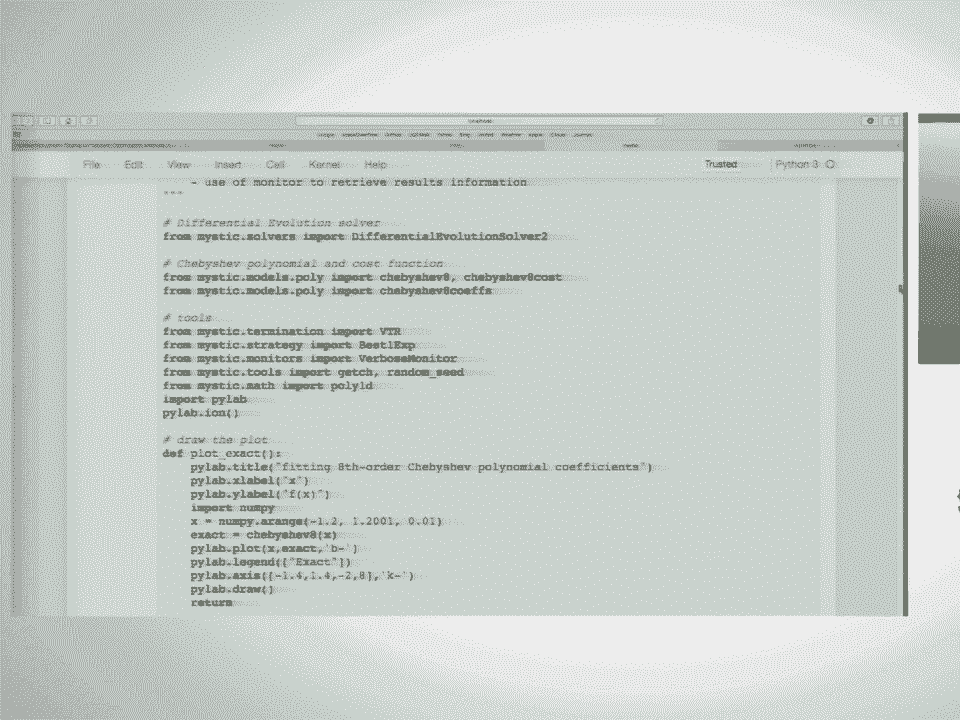 localhost
File Edit View Insert Cell Kernel Help Trusted Python 3
- use of monitor to retrieve results information
"""
# Differential Evolution solver
from mystic.solvers import DifferentialEvolutionSolver2
# Chebyshev polynomial and cost function
from mystic.models.poly import chebyshev8, chebyshev8cost
from mystic.models.poly import chebyshev8coeffs
# tools
from mystic.termination import VTR
from mystic.strategy import Best1Exp
from mystic.monitors import VerboseMonitor
from mystic.tools import getch, random_seed
from mystic.math import poly1d
import pylab
pylab.ion()
# draw the plot
def plot_exact():
pylab.title("fitting 8th-order Chebyshev polynomial coefficients")
pylab.xlabel("x")
pylab.ylabel("f(x)")
import numpy
x = numpy.arange(-1.2, 1.2001, 0.01)
exact = chebyshev8(x)
pylab.plot(x,exact,'b-')
pylab.legend(["Exact"])
pylab.axis([-1.4,1.4,-2,8],'k-')
pylab.draw()
return